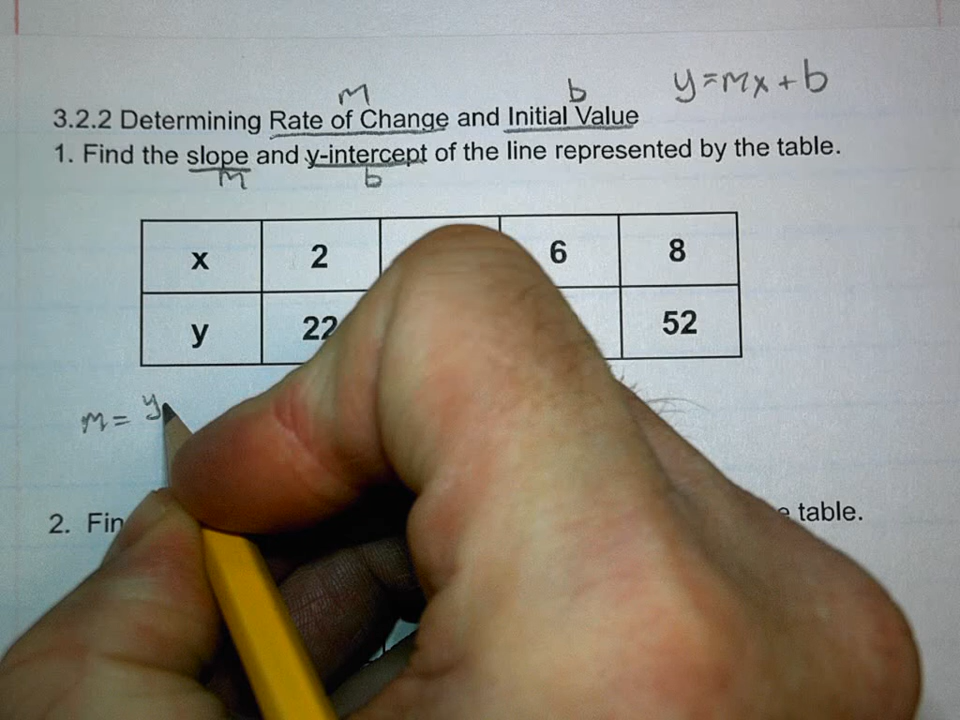 m b y=mx+b
3.2.2 Determining Rate of Change and Initial Value
1. Find the slope and y-intercept of the line represented by the table.
m b
x 2 6 8
y 22 52
m = y
2. Fin table.